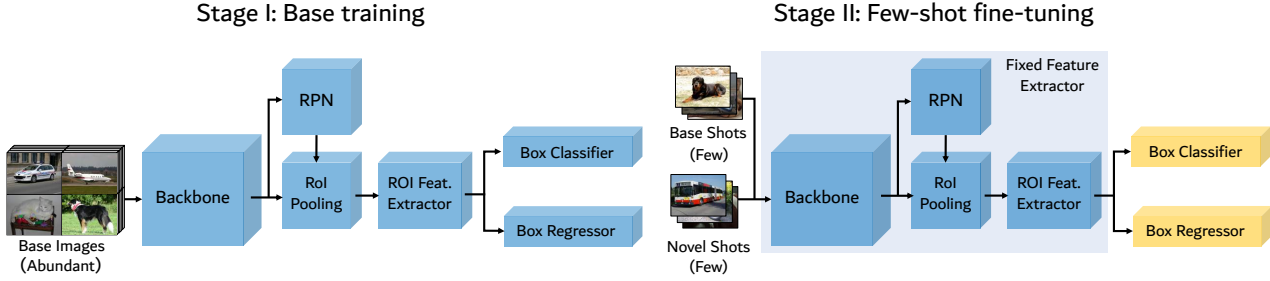 Stage I: Base training
RPN
Backbone
RoI
Pooling
ROI Feat.
Extractor
Box Classifier
Box Regressor
Base Images
(Abundant)
Stage II: Few-shot fine-tuning
Fixed Feature
Extractor
RPN
Base Shots
(Few)
Backbone
RoI
Pooling
ROI Feat.
Extractor
Box Classifier
Box Regressor
Novel Shots
(Few)